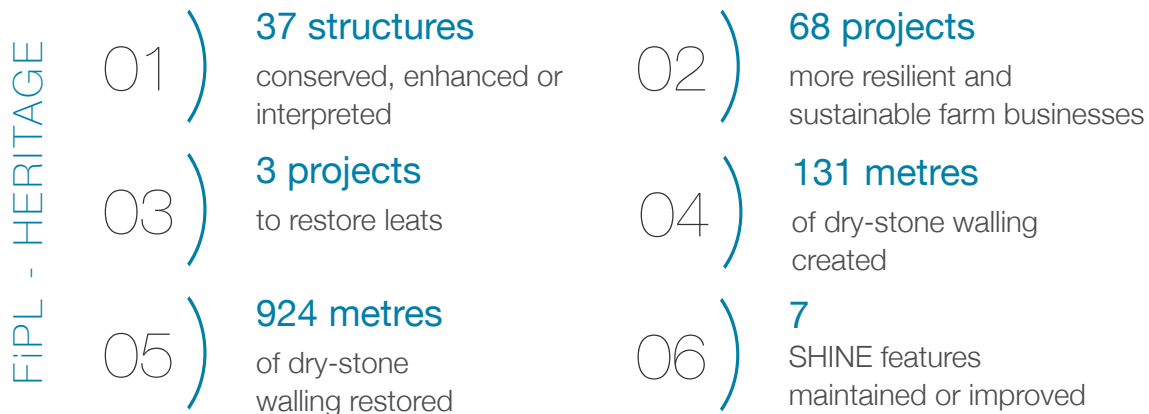 FiPL - HERITAGE
01
37 structures
conserved, enhanced or
interpreted
02
68 projects
more resilient and
sustainable farm businesses
03
3 projects
to restore leats
04
131 metres
of dry-stone walling
created
05
924 metres
of dry-stone
walling restored
06
7
SHINE features
maintained or improved